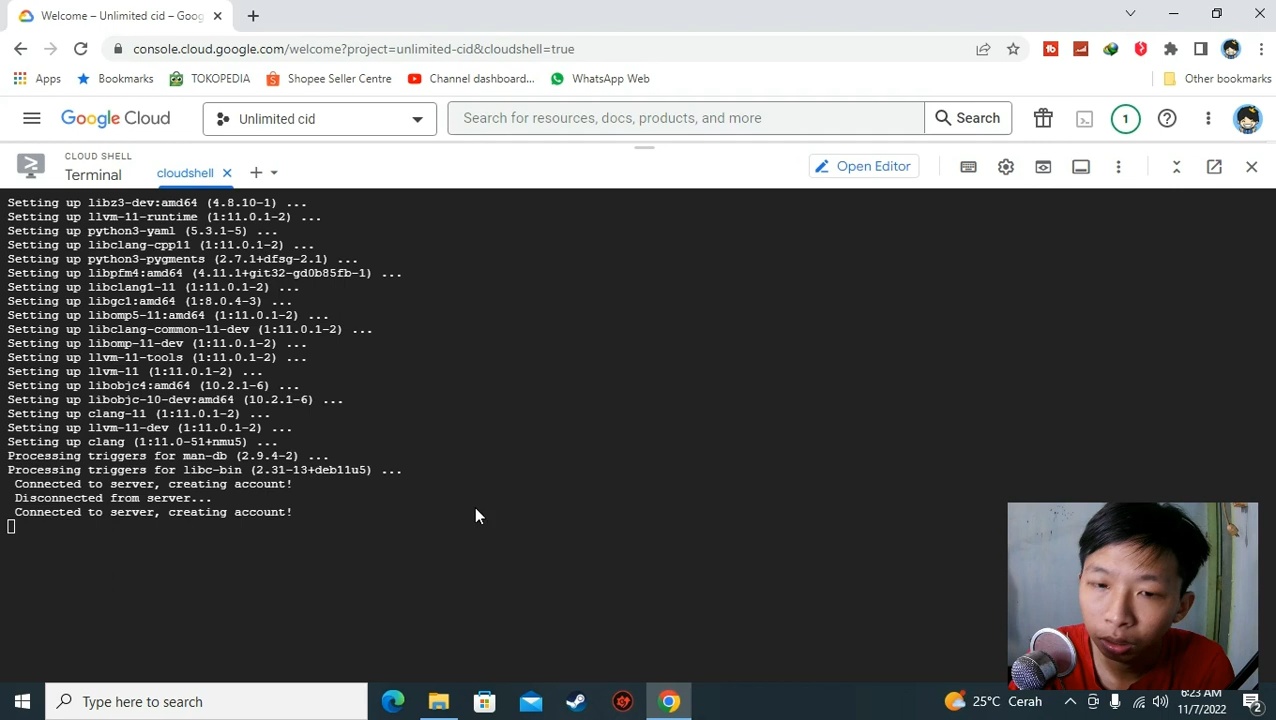 Welcome – Unlimited cid – Goog
console.cloud.google.com/welcome?project=unlimited-cid&cloudshell=true
Apps
Bookmarks
TOKOPEDIA
Shopee Seller Centre
Channel dashboard...
WhatsApp Web
Other bookmarks
Google Cloud
Unlimited cid
Search for resources, docs, products, and more
Search
1
CLOUD SHELL
Terminal
cloudshell
Open Editor
Setting up libz3-dev:amd64 (4.8.10-1) ...
Setting up llvm-11-runtime (1:11.0.1-2) ...
Setting up python3-yaml (5.3.1-5) ...
Setting up libclang-cpp11 (1:11.0.1-2) ...
Setting up python3-pygments (2.7.1+dfsg-2.1) ...
Setting up libpfm4:amd64 (4.11.1+git32-gd0b85fb-1) ...
Setting up libclang1-11 (1:11.0.1-2) ...
Setting up libgc1:amd64 (1:8.0.4-3) ...
Setting up libomp5-11:amd64 (1:11.0.1-2) ...
Setting up libclang-common-11-dev (1:11.0.1-2) ...
Setting up libomp-11-dev (1:11.0.1-2) ...
Setting up llvm-11-tools (1:11.0.1-2) ...
Setting up llvm-11 (1:11.0.1-2) ...
Setting up libobjc4:amd64 (10.2.1-6) ...
Setting up libobjc-10-dev:amd64 (10.2.1-6) ...
Setting up clang-11 (1:11.0.1-2) ...
Setting up llvm-11-dev (1:11.0.1-2) ...
Setting up clang (1:11.0-51+nmu5) ...
Processing triggers for man-db (2.9.4-2) ...
Processing triggers for libc-bin (2.31-13+deb11u5) ...
Connected to server, creating account!
Disconnected from server...
Connected to server, creating account!
Type here to search
25°C Cerah
6:23 AM
11/7/2022
2